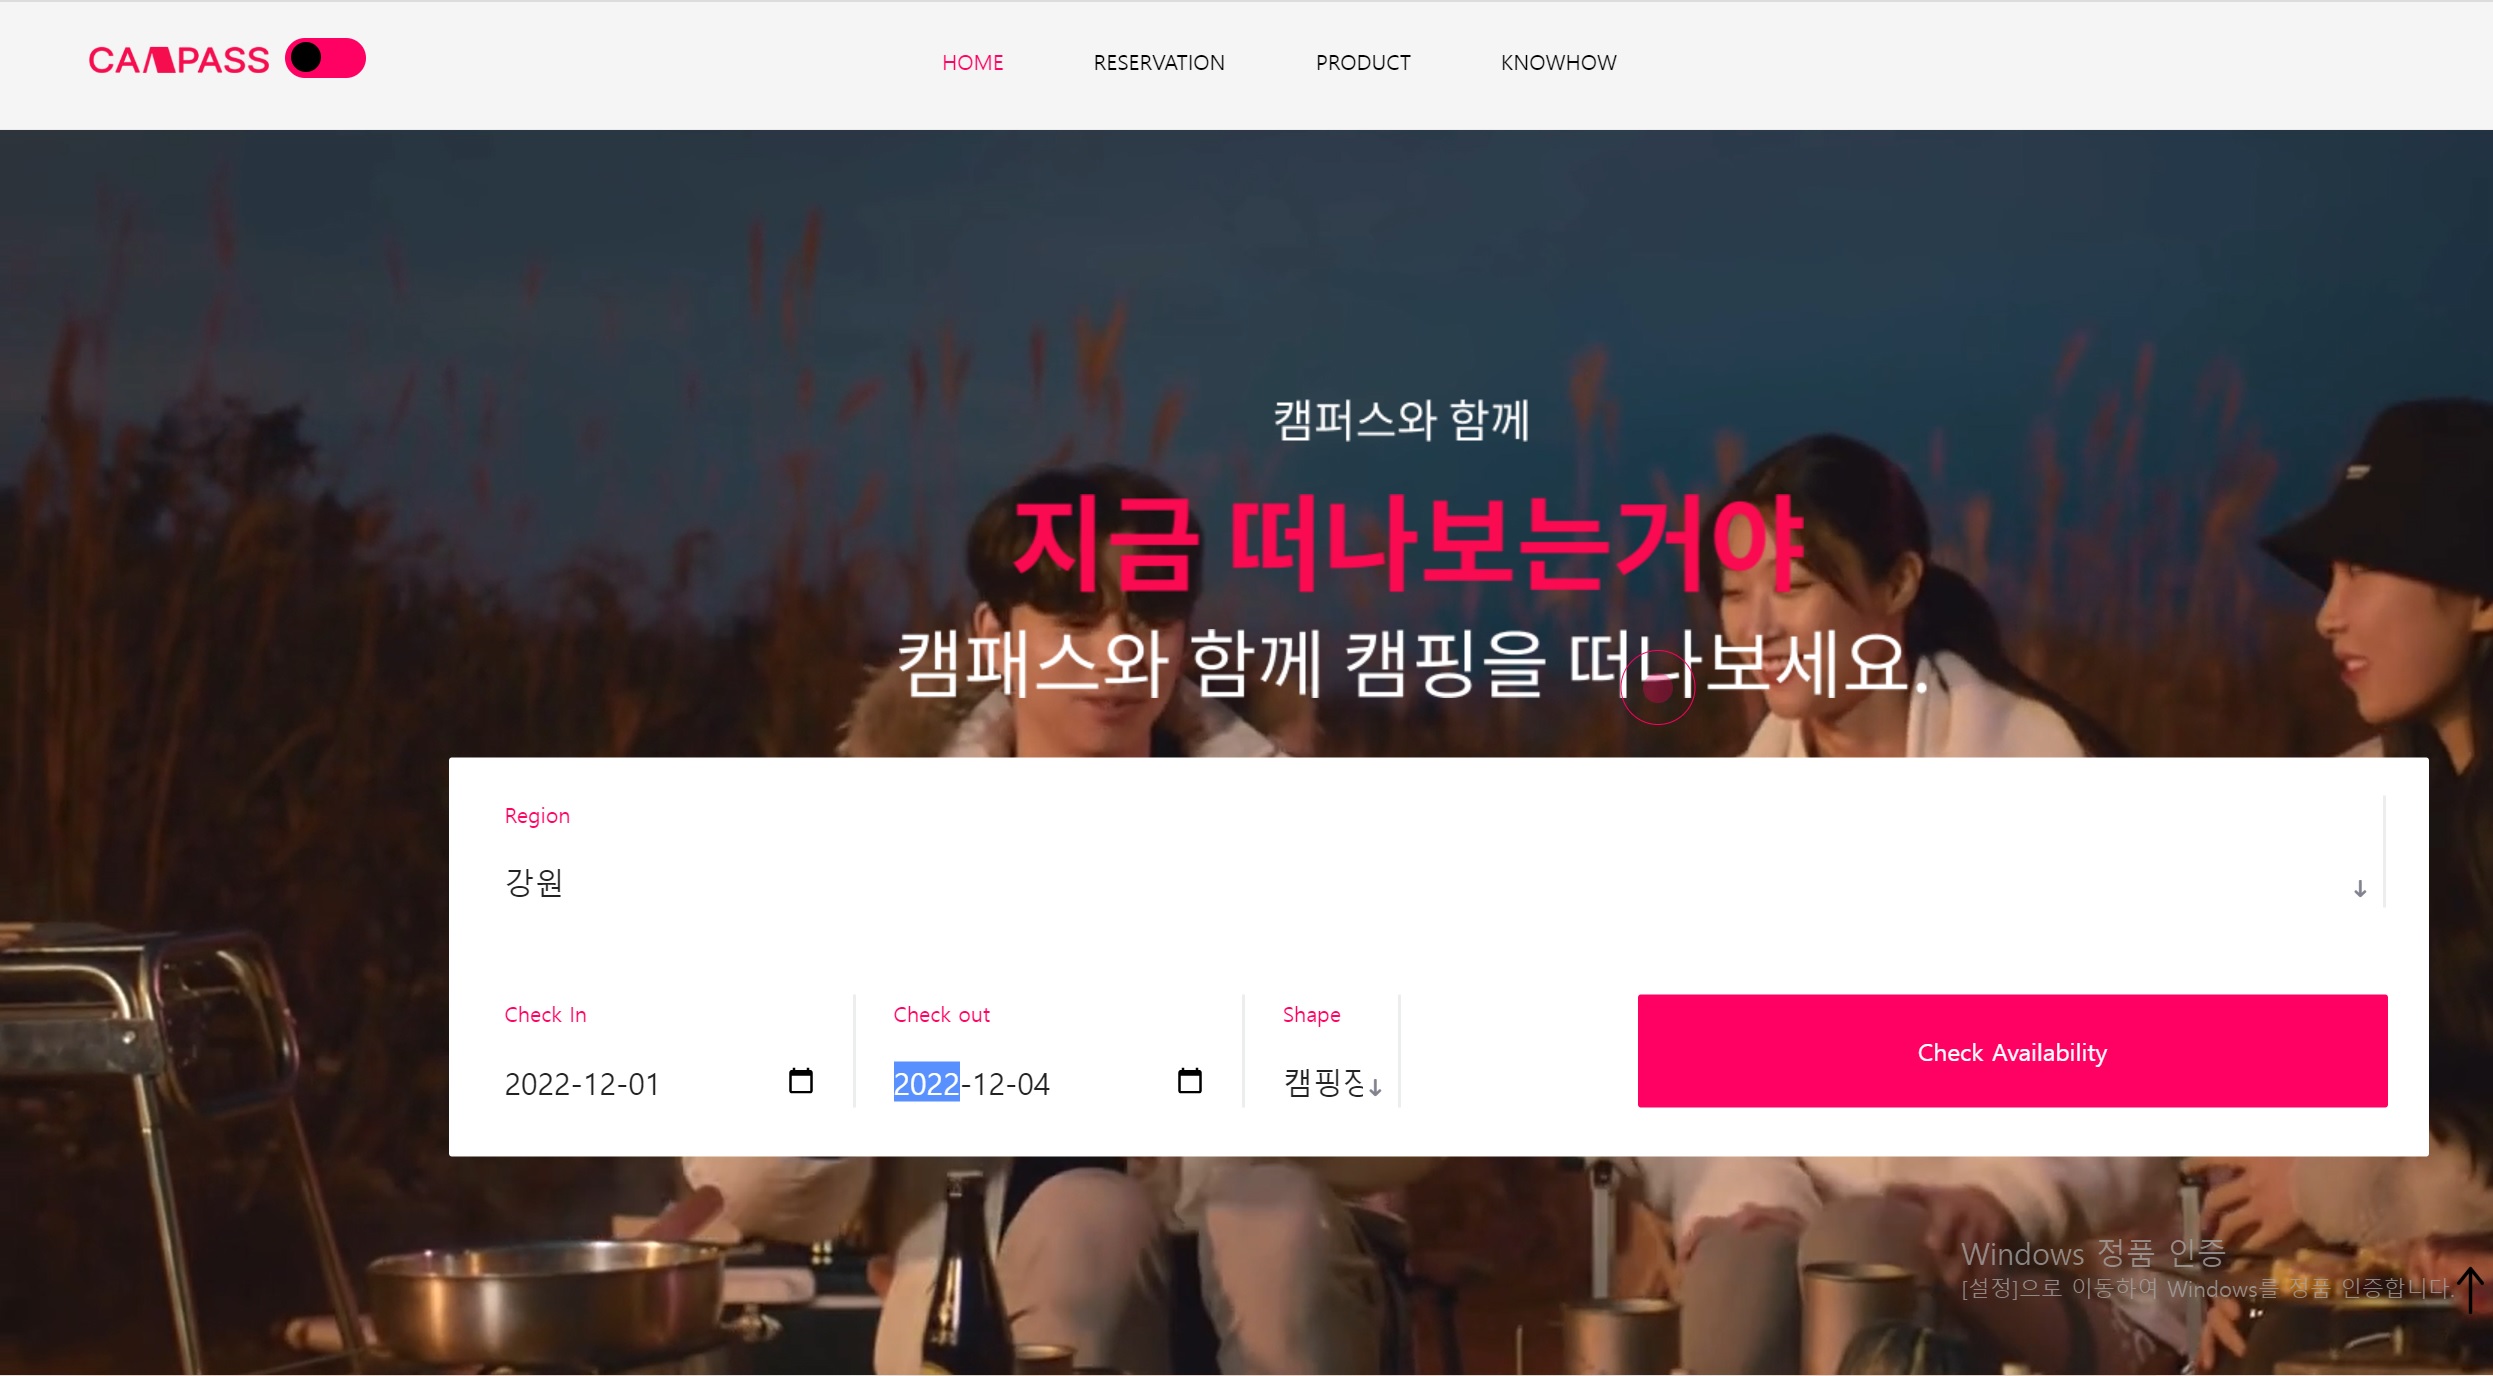 CAMPASS
HOME RESERVATION PRODUCT KNOWHOW
캠퍼스와 함께
지금 떠나보는거야
캠패스와 함께 캠핑을 떠나보세요.
Region
강원
Check In Check out Shape
2022-12-01 2022-12-04 캠핑장
Check Availability
Windows 정품 인증
[설정]으로 이동하여 Windows를 정품 인증합니다.